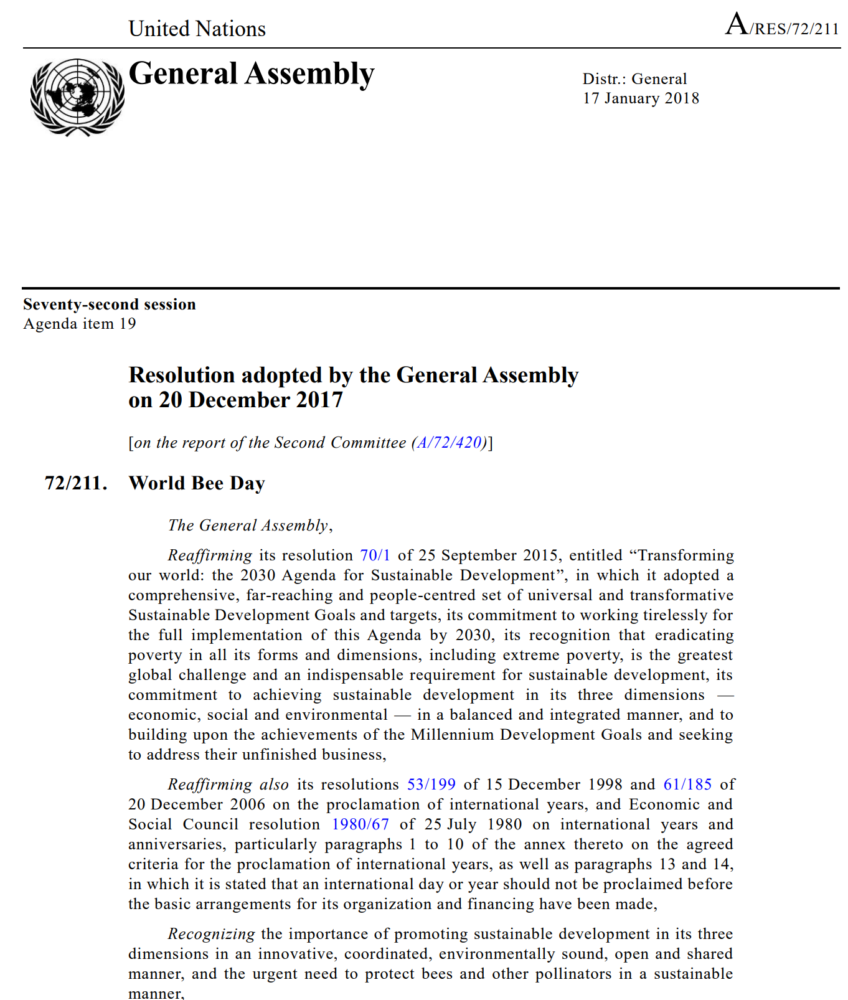 United Nations
A/RES/72/211
General Assembly
Distr.: General
17 January 2018
Seventy-second session
Agenda item 19
Resolution adopted by the General Assembly
on 20 December 2017
[on the report of the Second Committee (A/72/420)]
72/211. World Bee Day
The General Assembly,
Reaffirming its resolution 70/1 of 25 September 2015, entitled “Transforming
our world: the 2030 Agenda for Sustainable Development”, in which it adopted a
comprehensive, far-reaching and people-centred set of universal and transformative
Sustainable Development Goals and targets, its commitment to working tirelessly for
the full implementation of this Agenda by 2030, its recognition that eradicating
poverty in all its forms and dimensions, including extreme poverty, is the greatest
global challenge and an indispensable requirement for sustainable development, its
commitment to achieving sustainable development in its three dimensions —
economic, social and environmental — in a balanced and integrated manner, and to
building upon the achievements of the Millennium Development Goals and seeking
to address their unfinished business,
Reaffirming also its resolutions 53/199 of 15 December 1998 and 61/185 of
20 December 2006 on the proclamation of international years, and Economic and
Social Council resolution 1980/67 of 25 July 1980 on international years and
anniversaries, particularly paragraphs 1 to 10 of the annex thereto on the agreed
criteria for the proclamation of international years, as well as paragraphs 13 and 14,
in which it is stated that an international day or year should not be proclaimed before
the basic arrangements for its organization and financing have been made,
Recognizing the importance of promoting sustainable development in its three
dimensions in an innovative, coordinated, environmentally sound, open and shared
manner, and the urgent need to protect bees and other pollinators in a sustainable
manner,